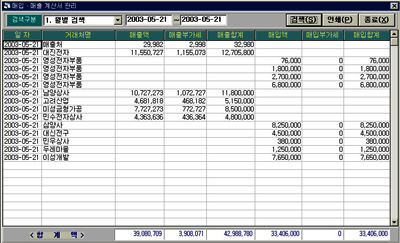 매입·매출 계산서 관리
검색구분 1. 월별 검색 2003-05-21 ~ 2003-05-21 검색(S) 인쇄(P) 종료(X)
일 자 거래처명 매출액 매출부가세 매출합계 매입액 매입부가세 매입합계
2003-05-21 매출처 29,982 2,998 32,980
2003-05-21 대진전자 11,550,727 1,155,073 12,705,800
2003-05-21 영성전자부품 76,000 0 76,000
2003-05-21 영성전자부품 1,800,000 0 1,800,000
2003-05-21 영성전자부품 2,700,000 0 2,700,000
2003-05-21 영성전자부품 6,800,000 0 6,800,000
2003-05-21 남양상사 10,727,273 1,072,727 11,800,000
2003-05-21 고려산업 4,681,818 468,182 5,150,000
2003-05-21 미성금형가공 7,727,273 772,727 8,500,000
2003-05-21 민수전자상사 4,363,636 436,364 4,800,000
2003-05-21 삼양사 8,250,000 0 8,250,000
2003-05-21 대신전구 4,500,000 0 4,500,000
2003-05-21 민우상사 380,000 0 380,000
2003-05-21 두레마을 1,250,000 0 1,250,000
2003-05-21 이성개발 7,650,000 0 7,650,000
< 합 계 액 > 39,080,709 3,908,071 42,988,780 33,406,000 0 33,406,000